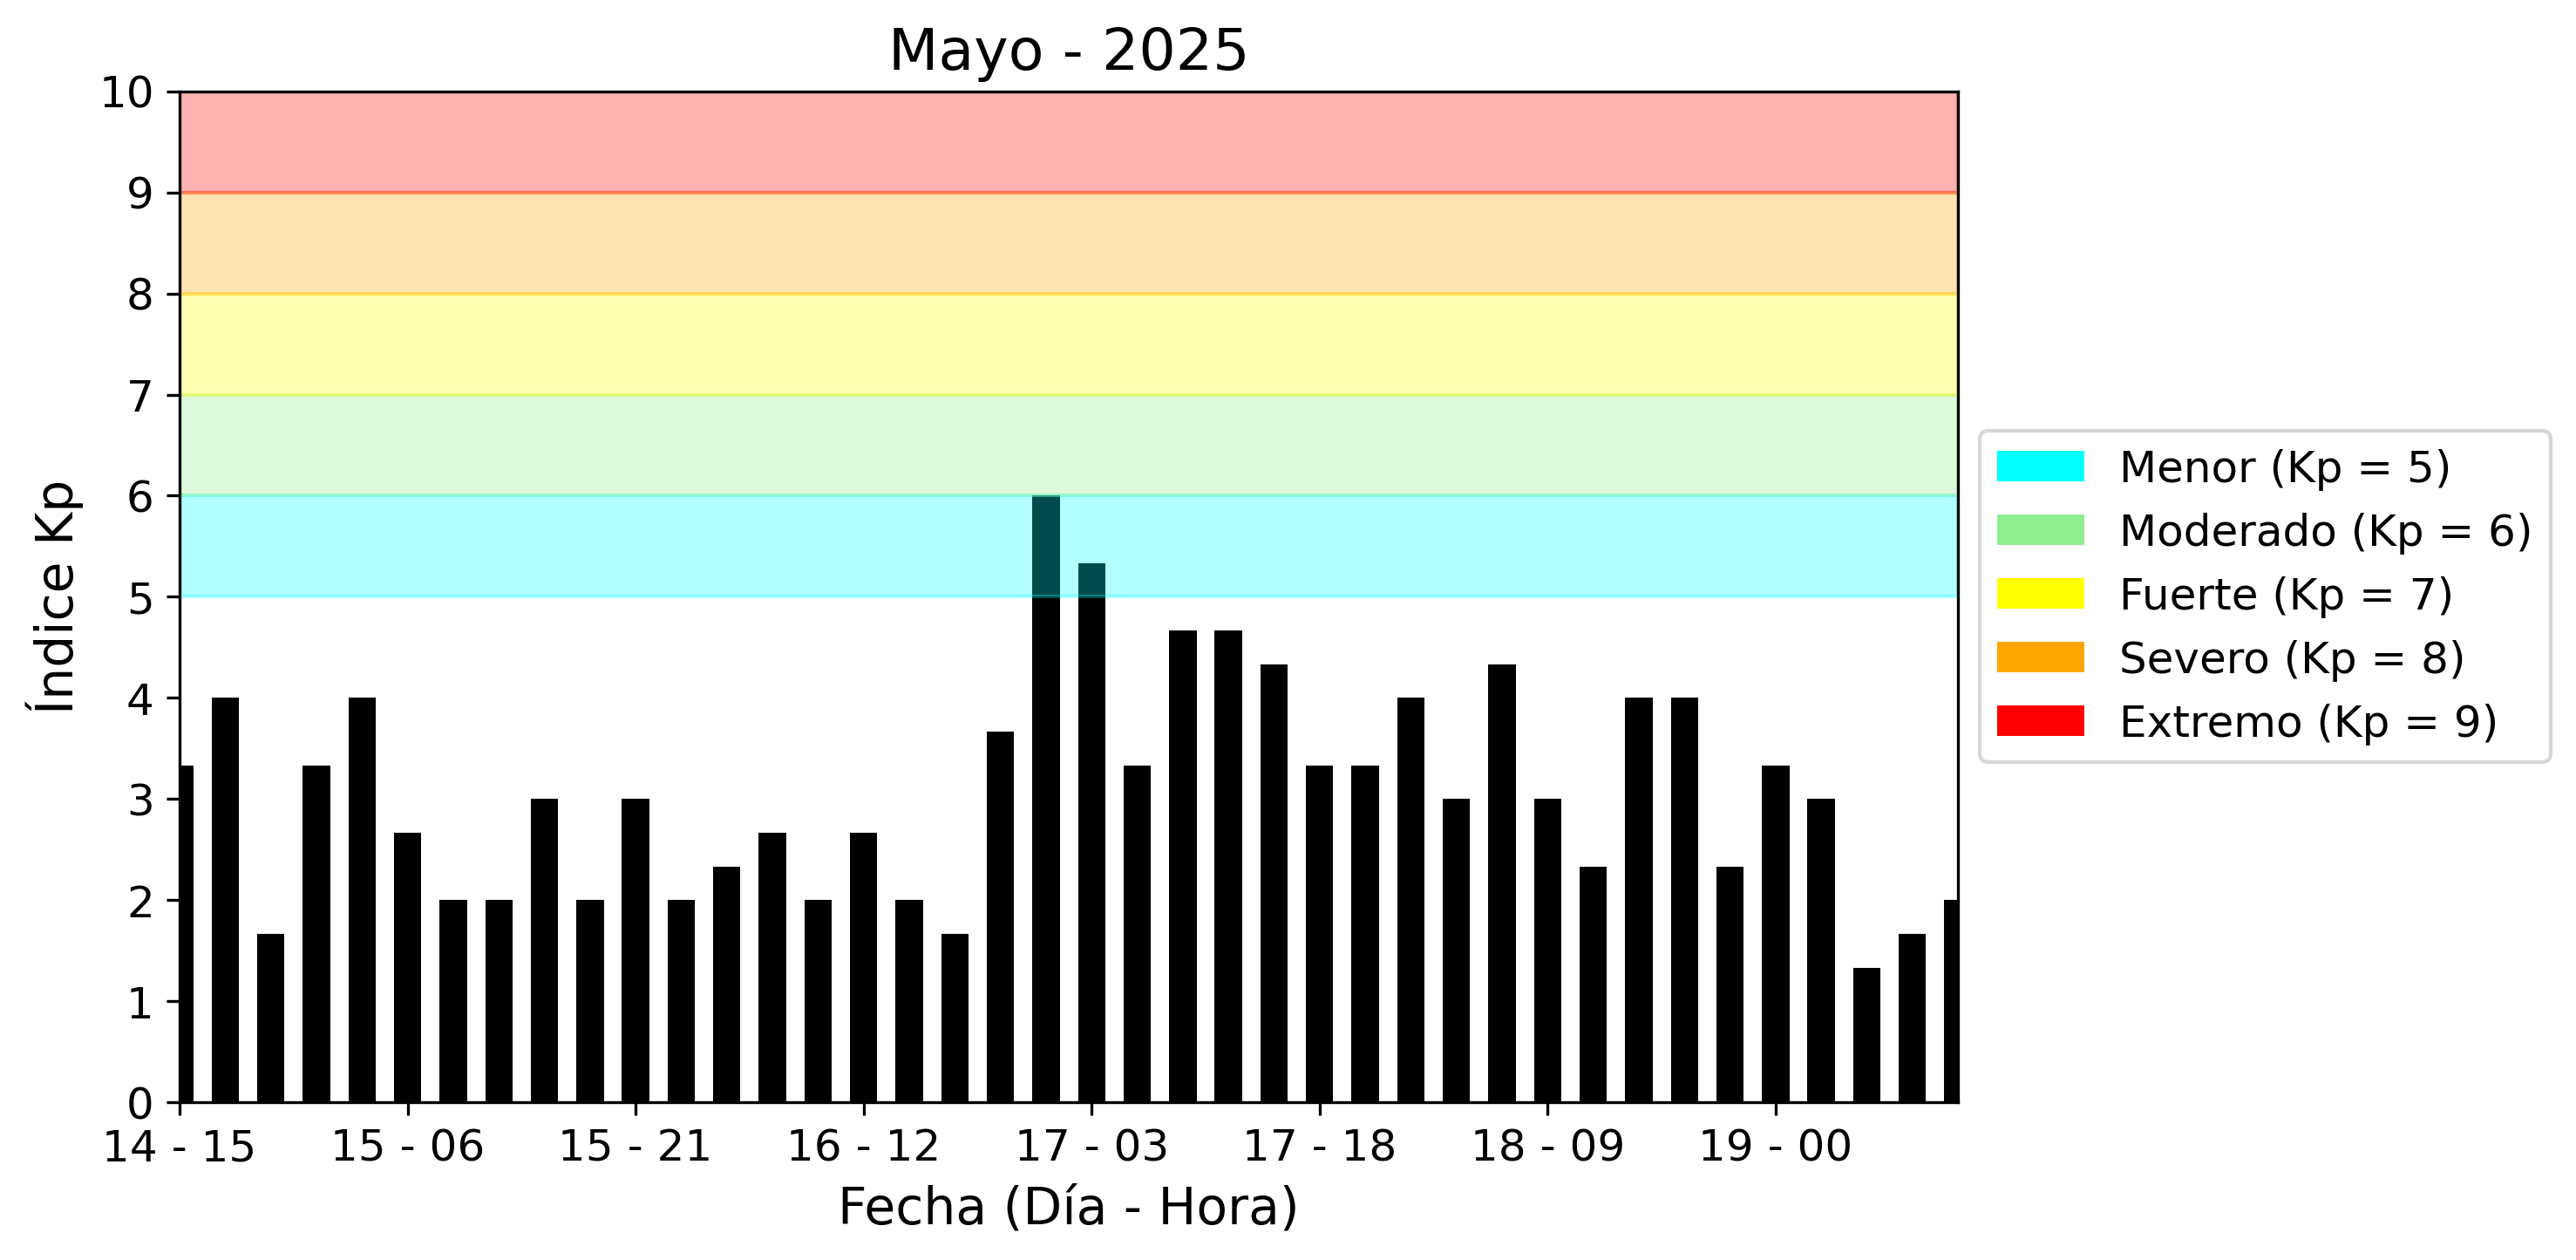 Mayo - 2025
10
9
8
7
6
5
4
3
2
1
0
Índice Kp
14 - 15
15 - 06
15 - 21
16 - 12
17 - 03
17 - 18
18 - 09
19 - 00
Fecha (Día - Hora)
Menor (Kp = 5)
Moderado (Kp = 6)
Fuerte (Kp = 7)
Severo (Kp = 8)
Extremo (Kp = 9)